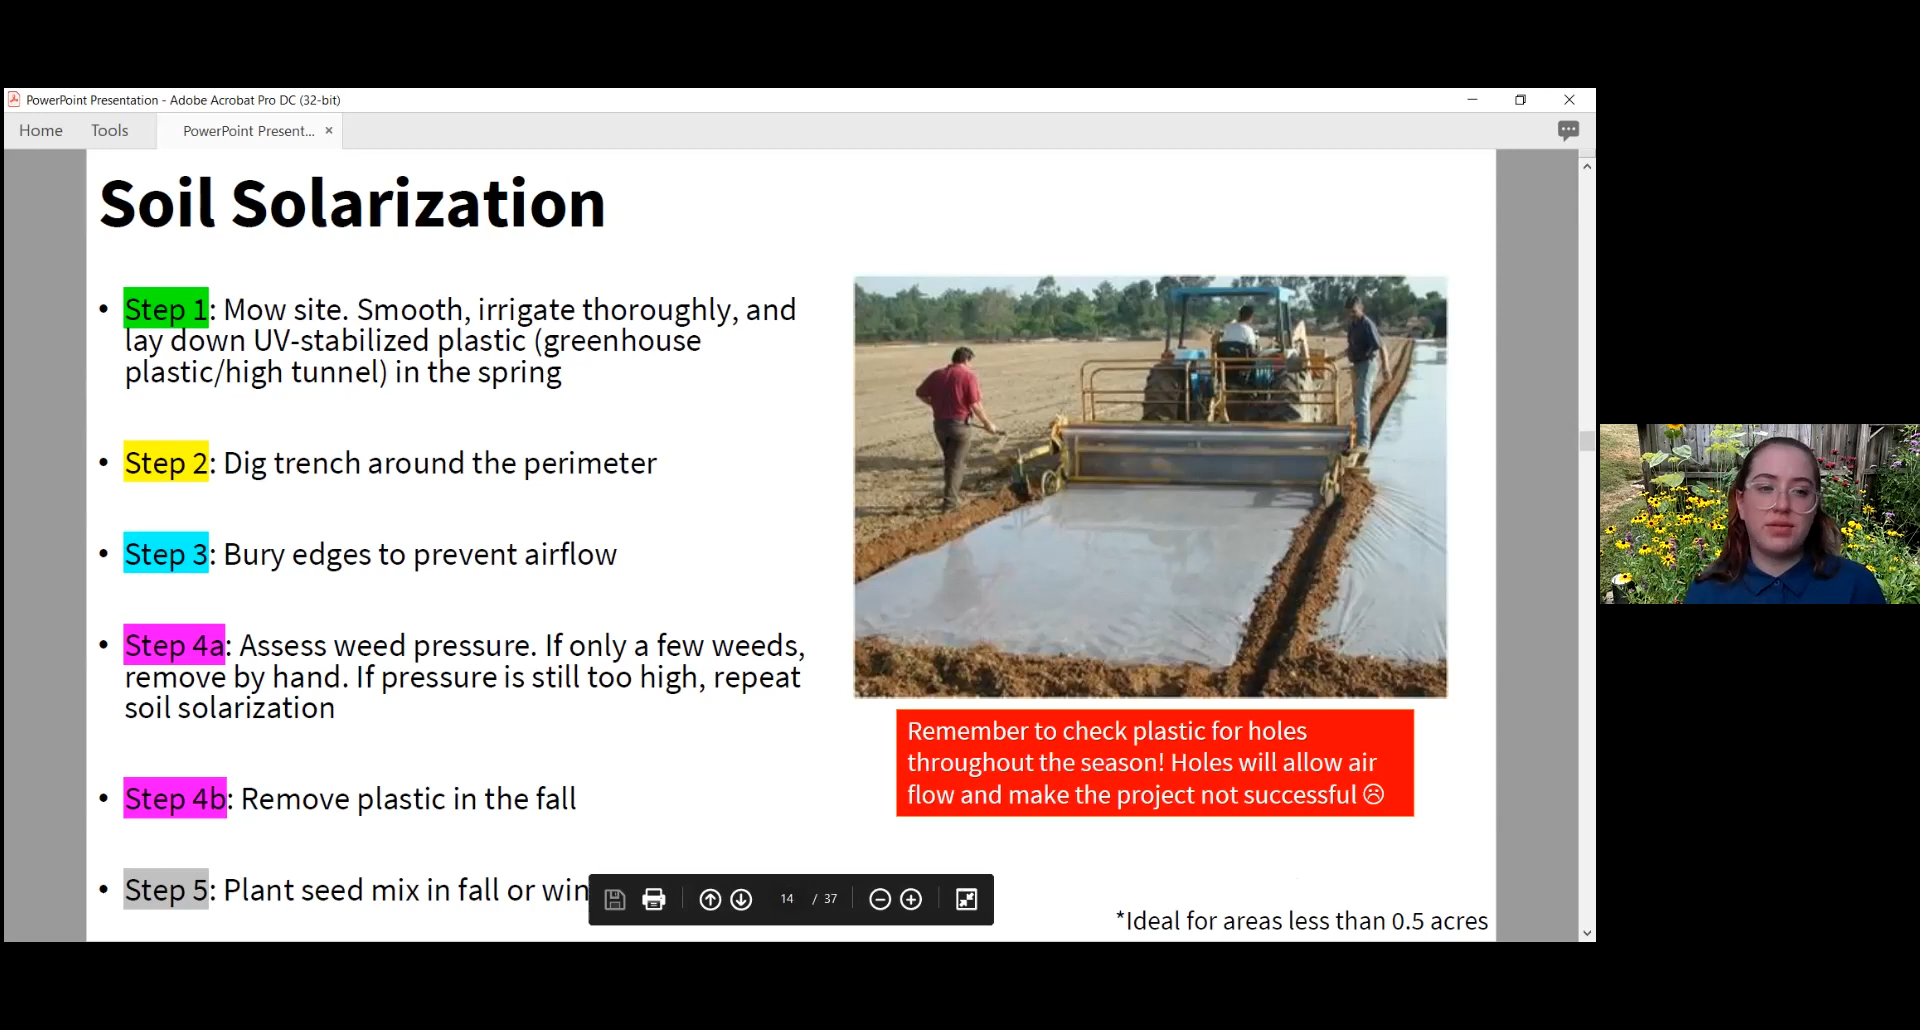 PowerPoint Presentation - Adobe Acrobat Pro DC (32-bit)
Home Tools PowerPoint Present... ×
Soil Solarization
• Step 1: Mow site. Smooth, irrigate thoroughly, and
lay down UV-stabilized plastic (greenhouse
plastic/high tunnel) in the spring
• Step 2: Dig trench around the perimeter
• Step 3: Bury edges to prevent airflow
• Step 4a: Assess weed pressure. If only a few weeds,
remove by hand. If pressure is still too high, repeat
soil solarization
• Step 4b: Remove plastic in the fall
• Step 5: Plant seed mix in fall or win
Remember to check plastic for holes
throughout the season! Holes will allow air
flow and make the project not successful ☹
14 / 37
*Ideal for areas less than 0.5 acres